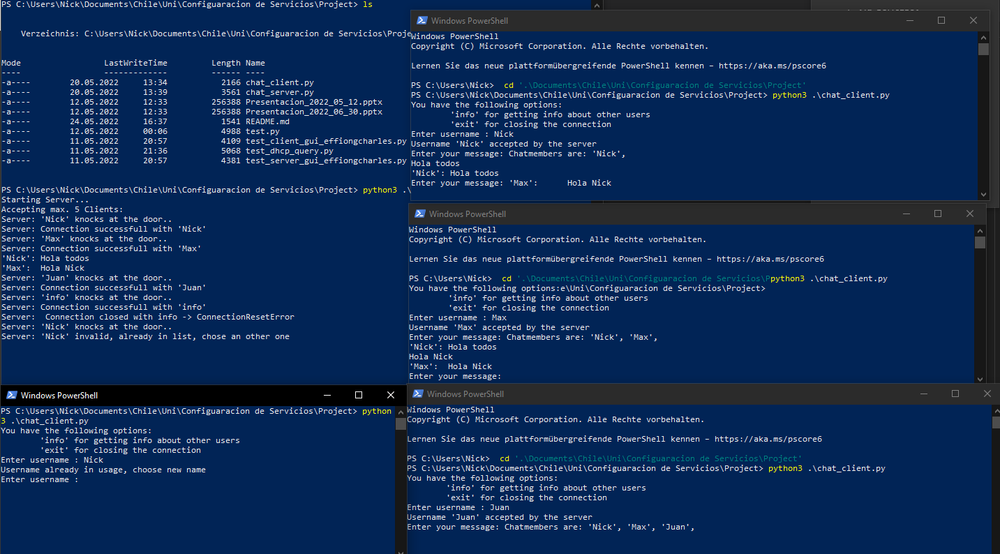 PS C:\Users\Nick\Documents\Chile\Uni\Configuaracion de Servicios\Project> ls
Verzeichnis: C:\Users\Nick\Documents\Chile\Uni\Configuaracion de Servicios\Proje
Mode LastWriteTime Length Name
---- ------------- ------ ----
-a---- 20.05.2022 13:34 2166 chat_client.py
-a---- 20.05.2022 13:39 3561 chat_server.py
-a---- 12.05.2022 12:33 256388 Presentacion_2022_05_12.pptx
-a---- 12.05.2022 12:33 256388 Presentacion_2022_06_30.pptx
-a---- 24.05.2022 16:37 1541 README.md
-a---- 12.05.2022 00:06 4988 test.py
-a---- 11.05.2022 20:57 4109 test_client_gui_effiongcharles.py
-a---- 11.05.2022 21:36 5068 test_dhcp_query.py
-a---- 11.05.2022 20:57 4381 test_server_gui_effiongcharles.py
PS C:\Users\Nick\Documents\Chile\Uni\Configuaracion de Servicios\Project> python3 .\
Starting Server...
Accepting max. 5 Clients:
Server: 'Nick' knocks at the door..
Server: Connection successfull with 'Nick'
Server: 'Max' knocks at the door..
Server: Connection successfull with 'Max'
'Nick': Hola todos
'Max':  Hola Nick
Server: 'Juan' knocks at the door..
Server: Connection successfull with 'Juan'
Server: 'info' knocks at the door..
Server: Connection successfull with 'info'
Server:  Connection closed with info -> ConnectionResetError
Server: 'Nick' knocks at the door..
Server: 'Nick' invalid, already in list, chose an other one
Windows PowerShell
Windows PowerShell
Copyright (C) Microsoft Corporation. Alle Rechte vorbehalten.
Lernen Sie das neue plattformübergreifende PowerShell kennen – https://aka.ms/pscore6
PS C:\Users\Nick>  cd '.\Documents\Chile\Uni\Configuaracion de Servicios\Project'
PS C:\Users\Nick\Documents\Chile\Uni\Configuaracion de Servicios\Project> python3 .\chat_client.py
You have the following options:
'info' for getting info about other users
'exit' for closing the connection
Enter username : Nick
Username 'Nick' accepted by the server
Enter your message: Chatmembers are: 'Nick',
Hola todos
'Nick': Hola todos
Enter your message: 'Max':      Hola Nick
Windows PowerShell
Windows PowerShell
Copyright (C) Microsoft Corporation. Alle Rechte vorbehalten.
Lernen Sie das neue plattformübergreifende PowerShell kennen – https://aka.ms/pscore6
PS C:\Users\Nick>  cd '.\Documents\Chile\Uni\Configuaracion de Servicios\Ppython3 .\chat_client.py
You have the following options:e\Uni\Configuaracion de Servicios\Project>
'info' for getting info about other users
'exit' for closing the connection
Enter username : Max
Username 'Max' accepted by the server
Enter your message: Chatmembers are: 'Nick', 'Max',
'Nick': Hola todos
Hola Nick
'Max':  Hola Nick
Enter your message:
Windows PowerShell
PS C:\Users\Nick\Documents\Chile\Uni\Configuaracion de Servicios\Project> python
3 .\chat_client.py
You have the following options:
'info' for getting info about other users
'exit' for closing the connection
Enter username : Nick
Username already in usage, choose new name
Enter username :
Windows PowerShell
Windows PowerShell
Copyright (C) Microsoft Corporation. Alle Rechte vorbehalten.
Lernen Sie das neue plattformübergreifende PowerShell kennen – https://aka.ms/pscore6
PS C:\Users\Nick>  cd '.\Documents\Chile\Uni\Configuaracion de Servicios\Project'
PS C:\Users\Nick\Documents\Chile\Uni\Configuaracion de Servicios\Project> python3 .\chat_client.py
You have the following options:
'info' for getting info about other users
'exit' for closing the connection
Enter username : Juan
Username 'Juan' accepted by the server
Enter your message: Chatmembers are: 'Nick', 'Max', 'Juan',